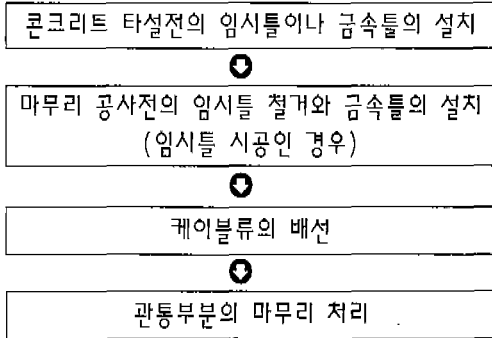 콘크리트 타설전의 임시틀이나 금속틀의 설치
마무리 공사전의 임시틀 철거와 금속틀의 설치
(임시틀 시공인 경우)
케이블류의 배선
관통부분의 마무리 처리